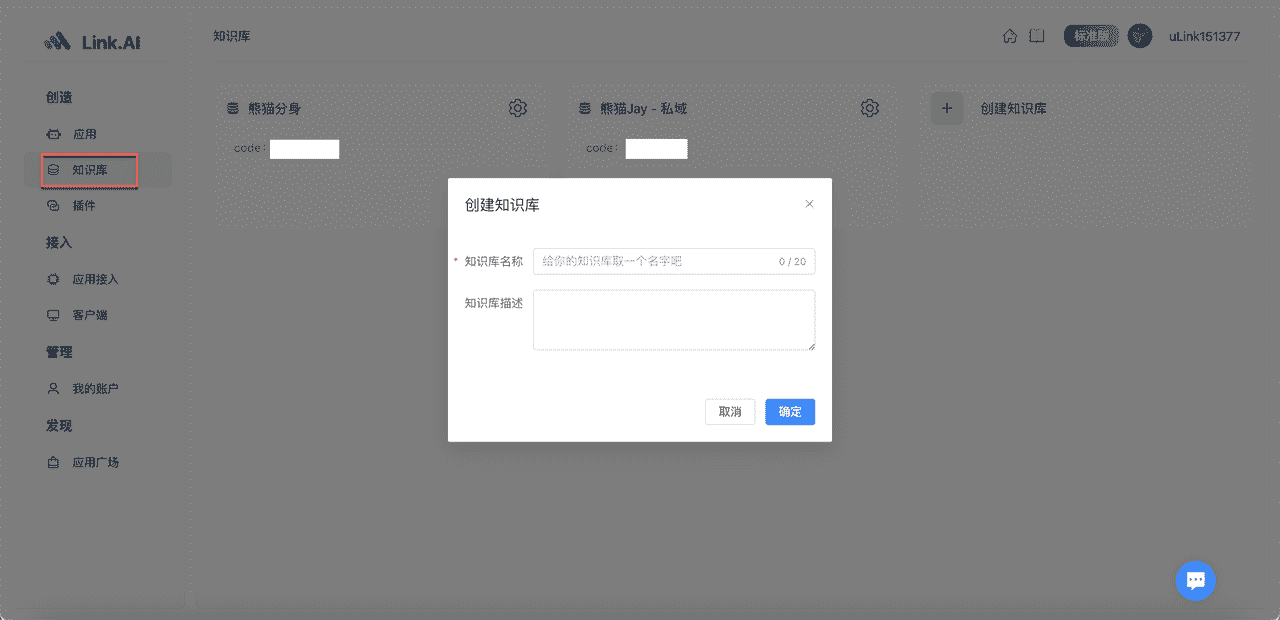 Link.AI
知识库
标准版
uLink151377
创造
应用
知识库
插件
接入
应用接入
客户端
管理
我的账户
发现
应用广场
熊猫分身
code：
熊猫Jay - 私域
code：
创建知识库
创建知识库
* 知识库名称
给你的知识库取一个名字吧
0 / 20
知识库描述
取消
确定